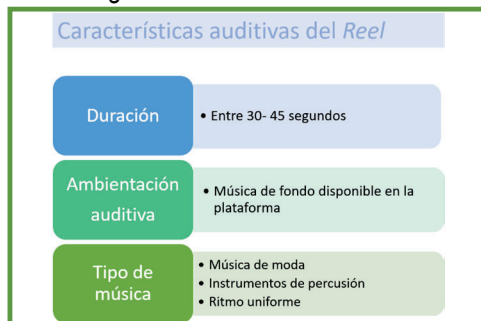 Características auditivas del Reel
Duración
• Entre 30- 45 segundos
Ambientación
auditiva
• Música de fondo disponible en la
plataforma
Tipo de
música
• Música de moda
• Instrumentos de percusión
• Ritmo uniforme